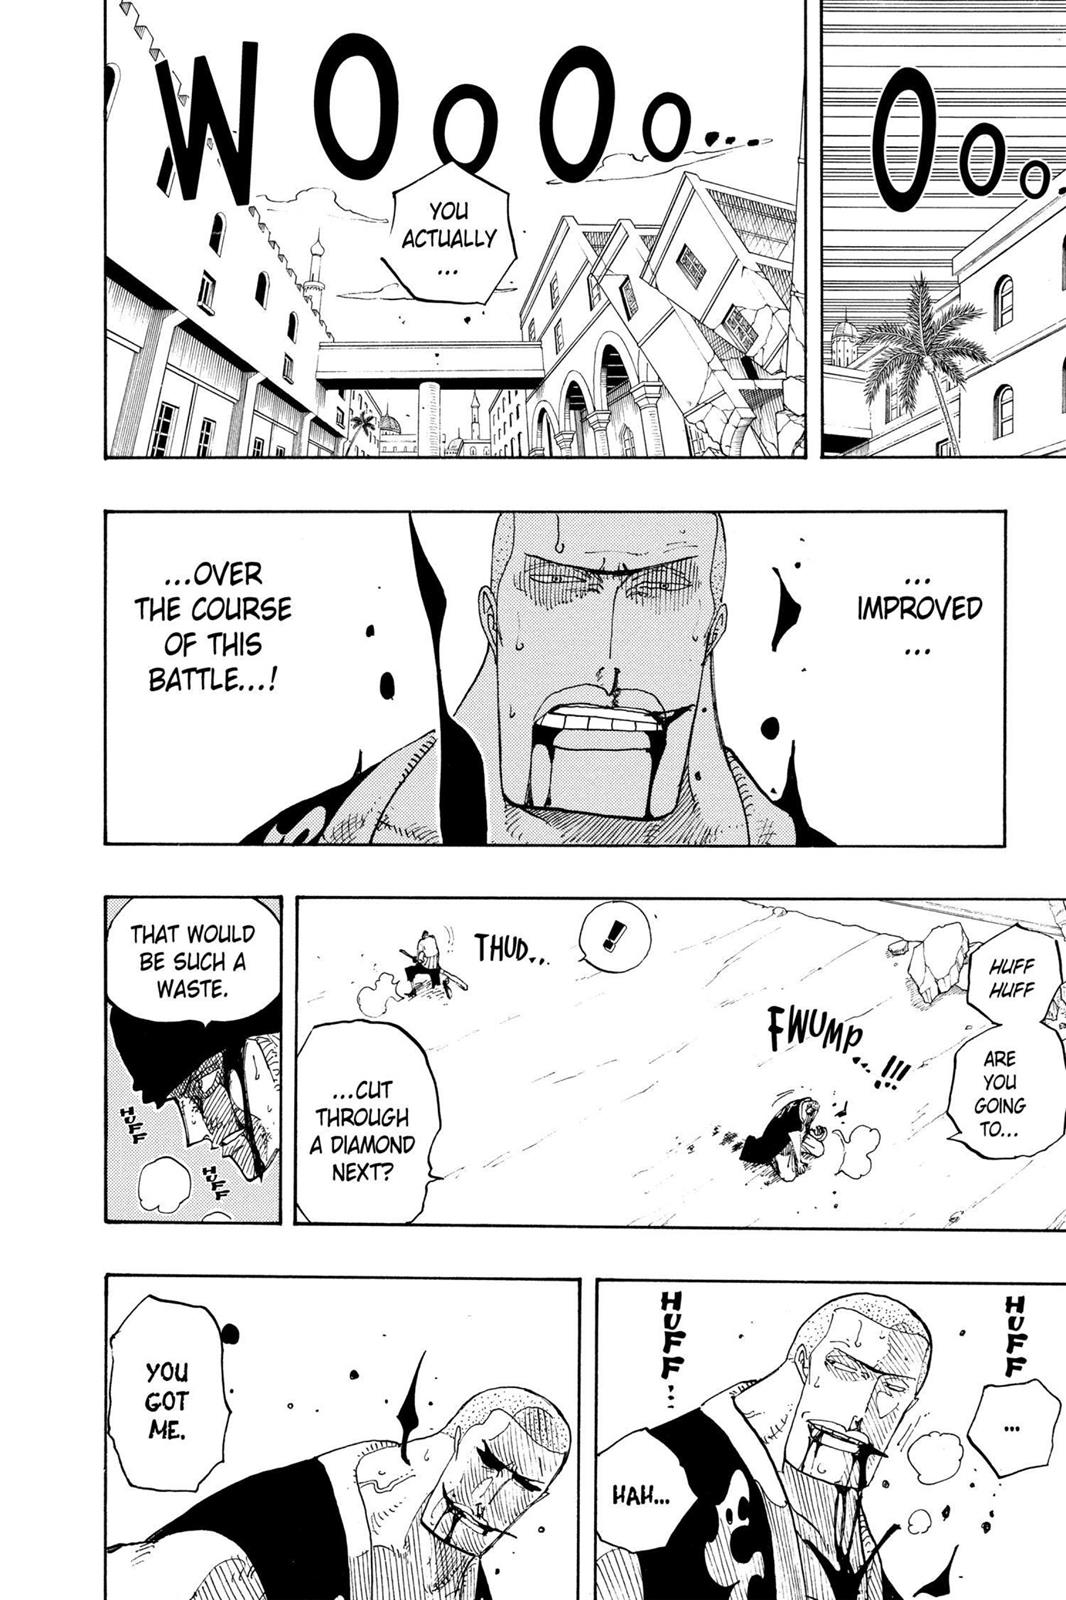 OOO..
WOOOO...
YOU
ACTUALLY
...
...
IMPROVED
...
...OVER
THE COURSE
OF THIS
BATTLE...!
HUFF
HUFF
ARE
YOU
GOING
TO...
!
FWUMP...!!!
THUD...
...CUT
THROUGH
A DIAMOND
NEXT?
THAT WOULD
BE SUCH A
WASTE.
HUFF
HUFF
HUFF
...
HUFF!!
HAH...
YOU
GOT
ME.